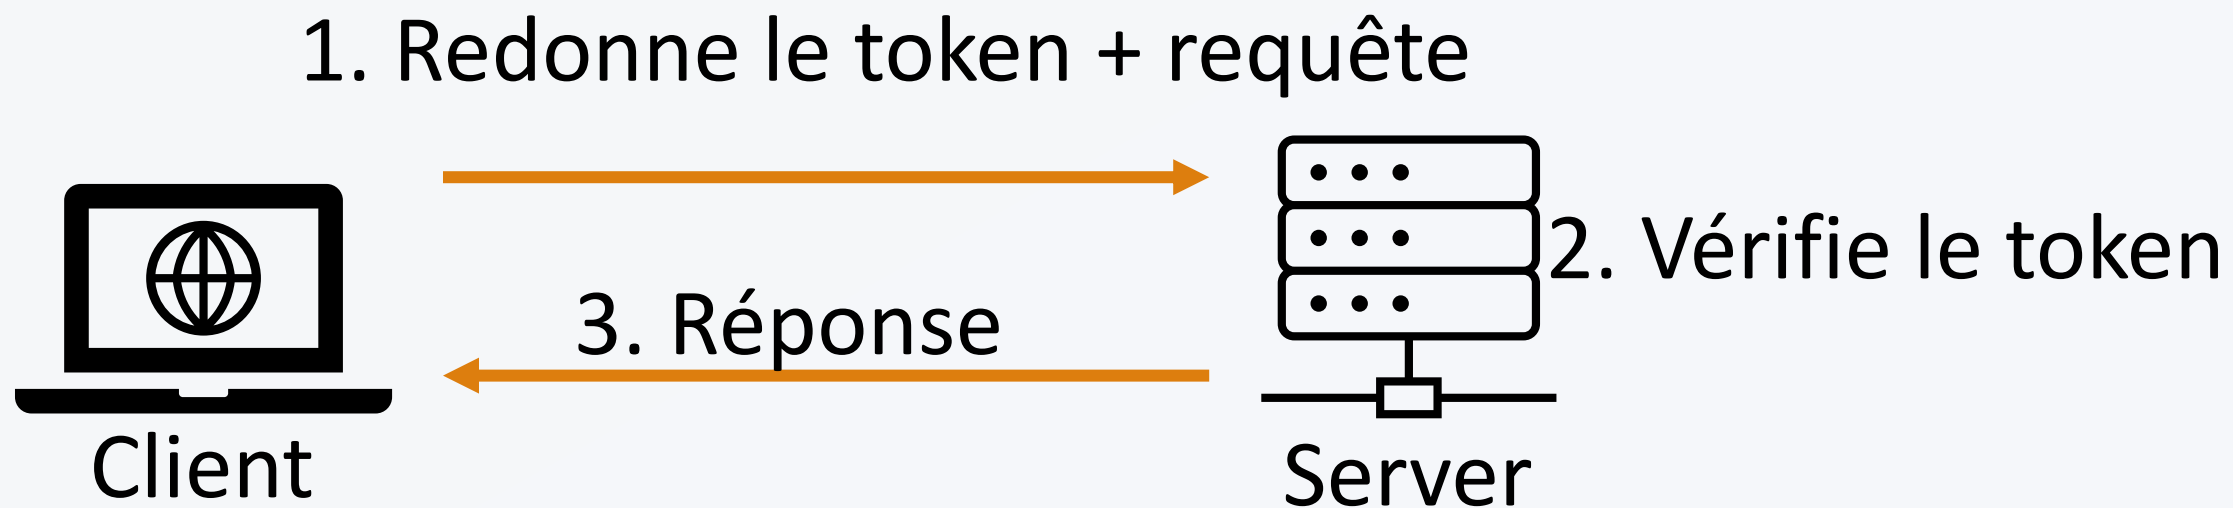 1. Redonne le token + requête
2. Vérifie le token
3. Réponse
Client
Server